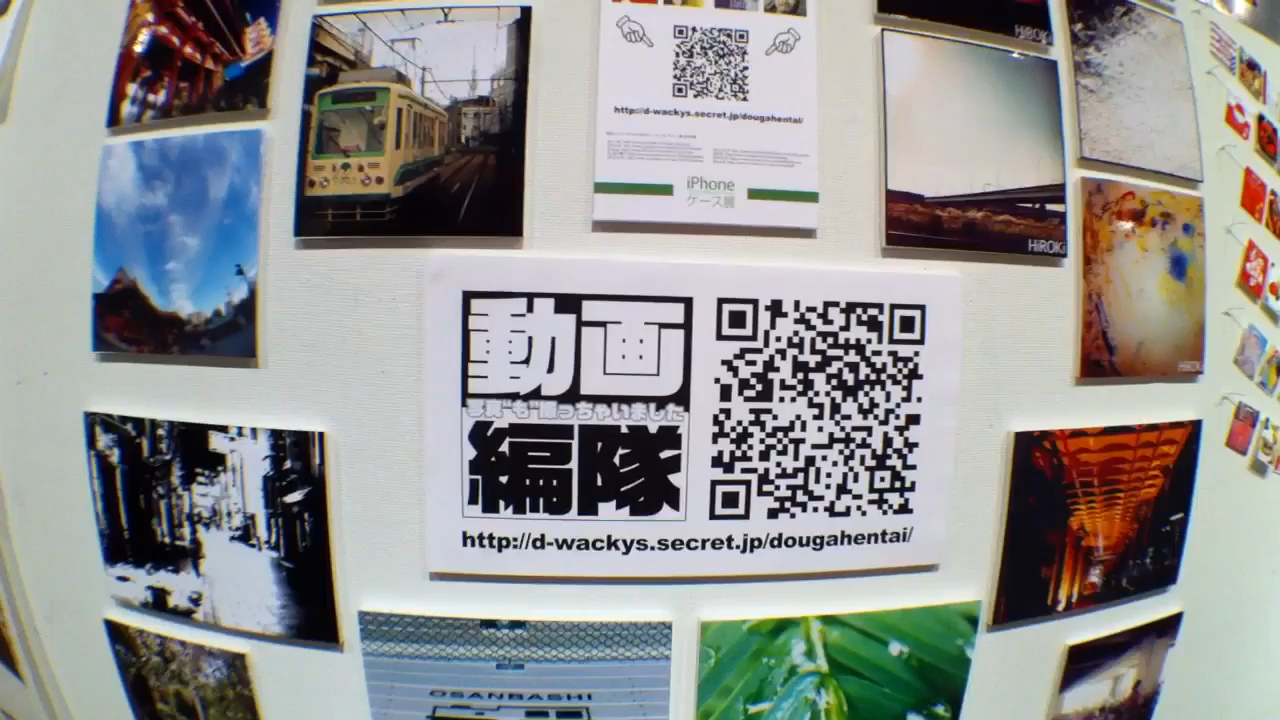 http://d-wackys.secret.jp/dougahentai/
iPhone
ケース展
HiROKi
HiROKi
HiROKi
動画
写真"も"撮っちゃいました
編隊
http://d-wackys.secret.jp/dougahentai/
OSANBASHI